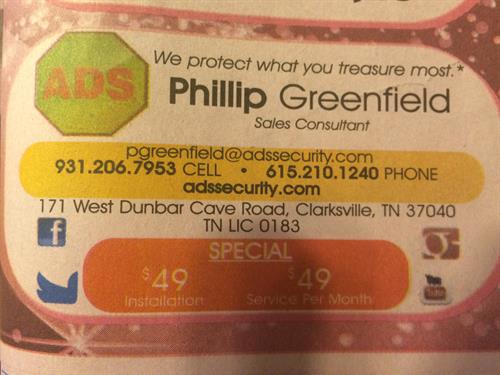 ADS
We protect what you treasure most.*
Phillip Greenfield
Sales Consultant
pgreenfield@adssecurity.com
931.206.7953 CELL • 615.210.1240 PHONE
adssecurity.com
171 West Dunbar Cave Road, Clarksville, TN 37040
TN LIC 0183
SPECIAL
$49 $49
Installation Service Per Month